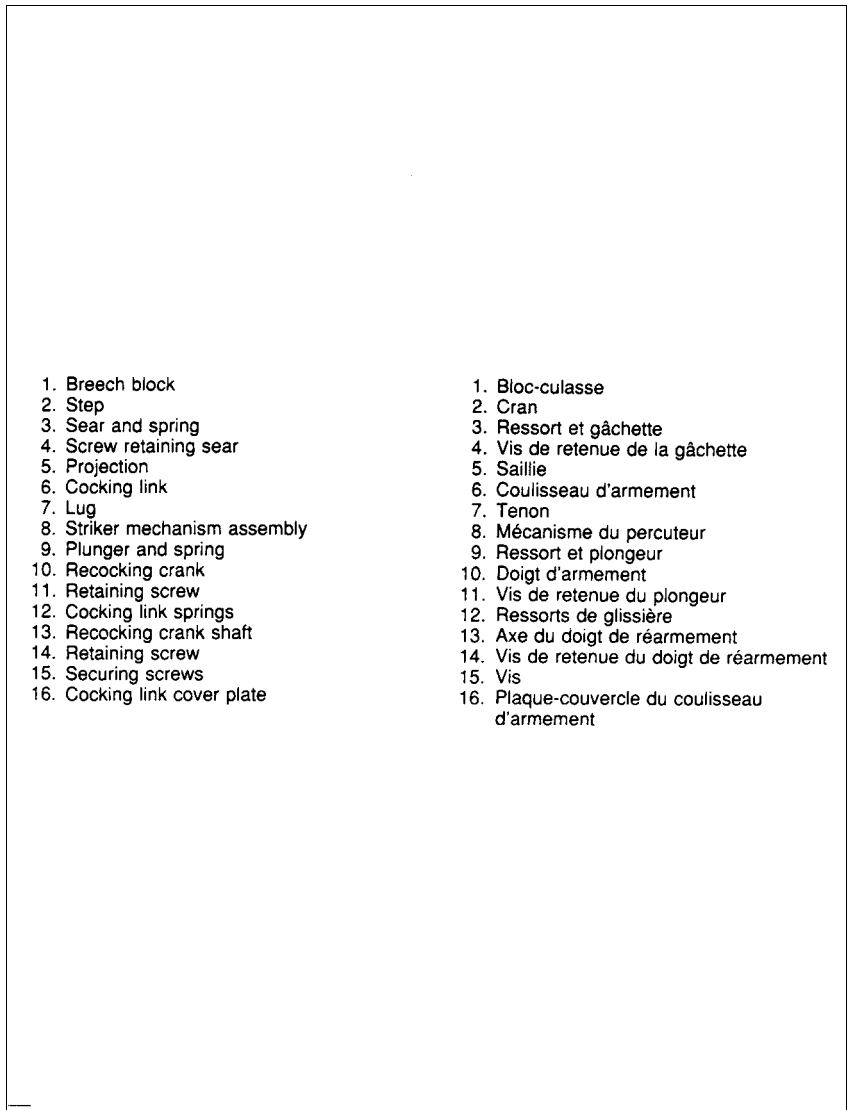 1. Breech block
2. Step
3. Sear and spring
4. Screw retaining sear
5. Projection
6. Cocking link
7. Lug
8. Striker mechanism assembly
9. Plunger and spring
10. Recocking crank
11. Retaining screw
12. Cocking link springs
13. Recocking crank shaft
14. Retaining screw
15. Securing screws
16. Cocking link cover plate
1. Bloc-culasse
2. Cran
3. Ressort et gâchette
4. Vis de retenue de la gâchette
5. Saillie
6. Coulisseau d'armement
7. Tenon
8. Mécanisme du percuteur
9. Ressort et plongeur
10. Doigt d'armement
11. Vis de retenue du plongeur
12. Ressorts de glissière
13. Axe du doigt de réarmement
14. Vis de retenue du doigt de réarmement
15. Vis
16. Plaque-couvercle du coulisseau
d'armement